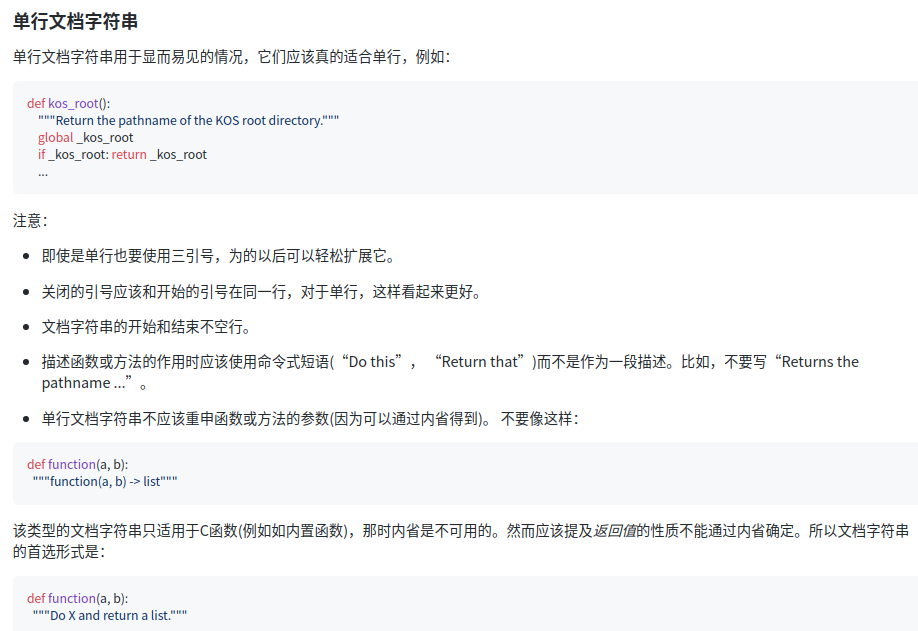 单行文档字符串
单行文档字符串用于显而易见的情况，它们应该真的适合单行，例如：
def kos_root():
    """Return the pathname of the KOS root directory."""
    global _kos_root
    if _kos_root: return _kos_root
    ...
注意：
• 即使是单行也要使用三引号，为的以后可以轻松扩展它。
• 关闭的引号应该和开始的引号在同一行，对于单行，这样看起来更好。
• 文档字符串的开始和结束不空行。
• 描述函数或方法的作用时应该使用命令式短语(“Do this”， “Return that”)而不是作为一段描述。比如，不要写“Returns the
pathname ...”。
• 单行文档字符串不应该重申函数或方法的参数(因为可以通过内省得到)。 不要像这样：
def function(a, b):
  """function(a, b) -> list"""
该类型的文档字符串只适用于C函数(例如如内置函数)，那时内省是不可用的。然而应该提及返回值的性质不能通过内省确定。所以文档字符串
的首选形式是：
def function(a, b):
  """Do X and return a list."""